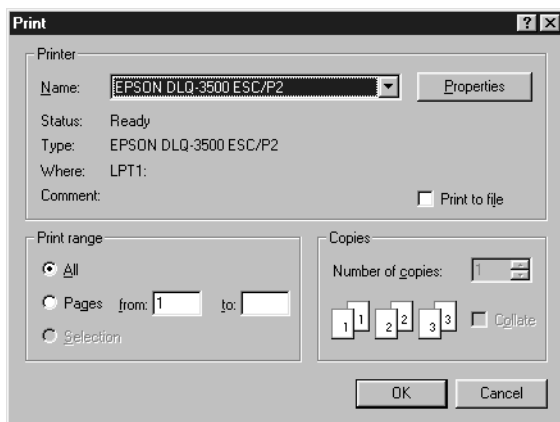 Print
Printer
Name: EPSON DLQ-3500 ESC/P2 Properties
Status: Ready
Type: EPSON DLQ-3500 ESC/P2
Where: LPT1:
Comment: Print to file
Print range
All
Pages from: 1 to:
Selection
Copies
Number of copies: 1
1 1 2 2 3 3 Collate
OK Cancel